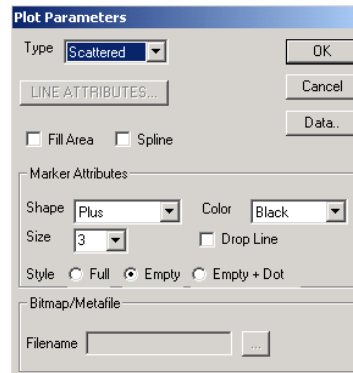 Plot Parameters
Type Scattered OK
LINE ATTRIBUTES... Cancel
Data..
Fill Area Spline
Marker Attributes
Shape Plus Color Black
Size 3 Drop Line
Style Full Empty Empty + Dot
Bitmap/Metafile
Filename ...